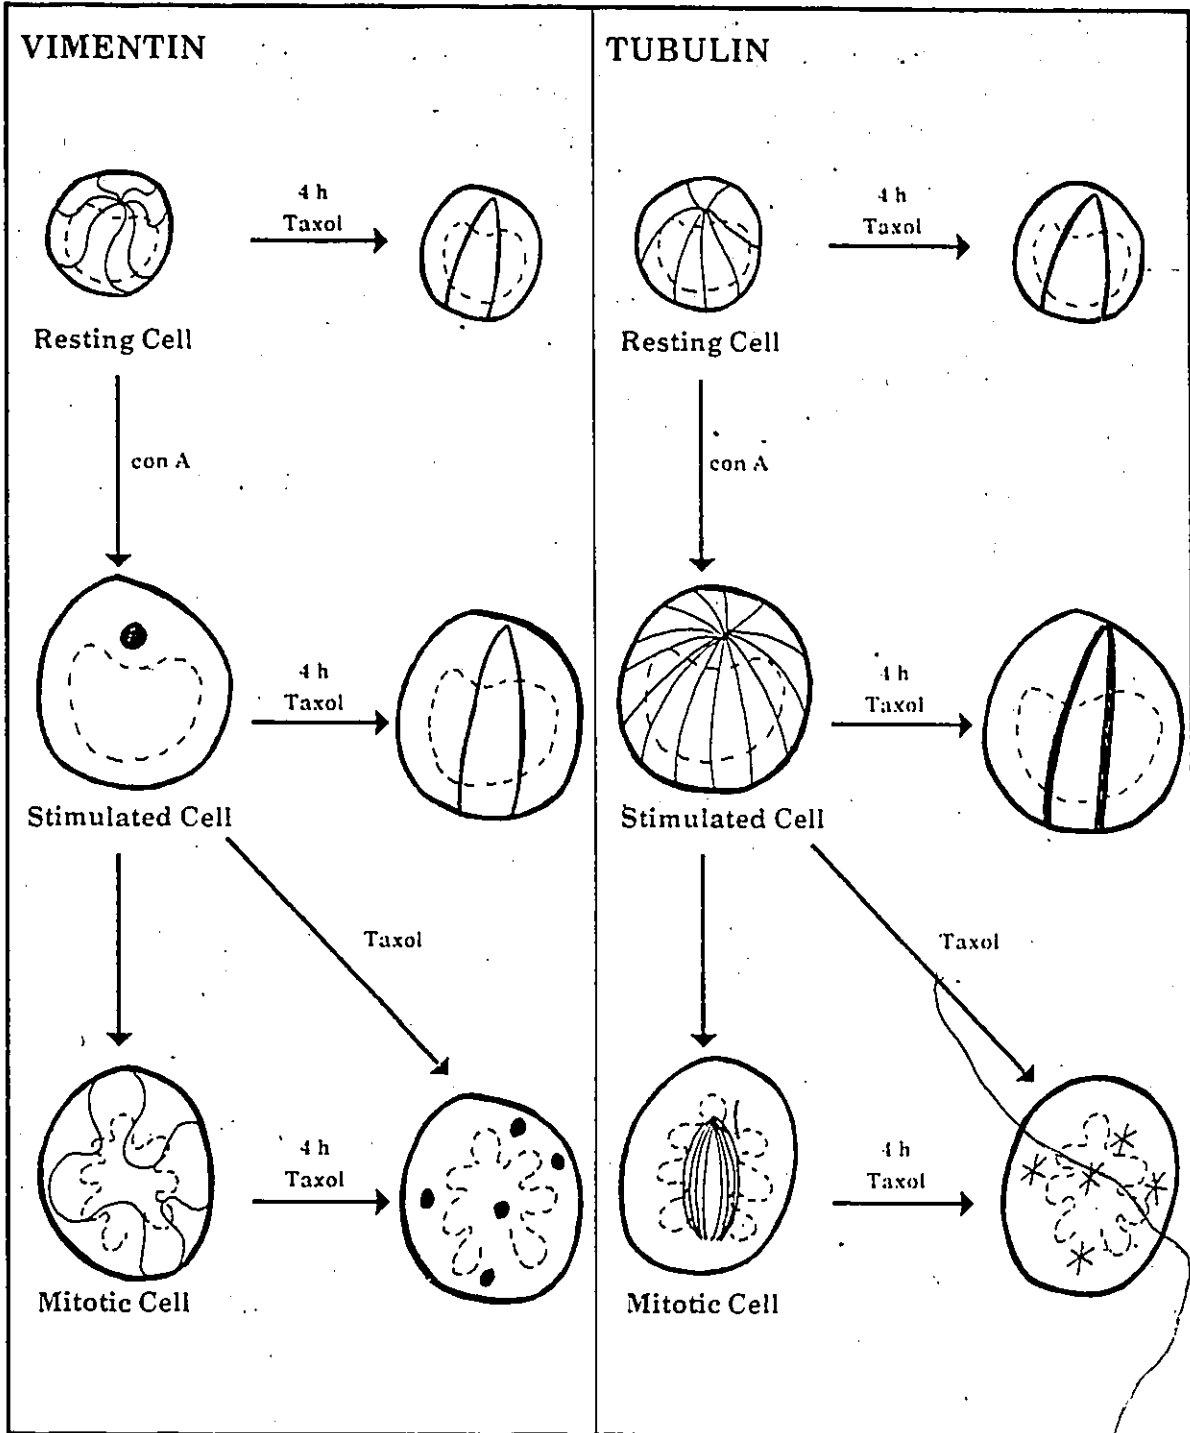 VIMENTIN
4 h
Taxol
Resting Cell
con A
4 h
Taxol
Stimulated Cell
Taxol
4 h
Taxol
Mitotic Cell
TUBULIN
4 h
Taxol
Resting Cell
con A
4 h
Taxol
Stimulated Cell
Taxol
4 h
Taxol
Mitotic Cell